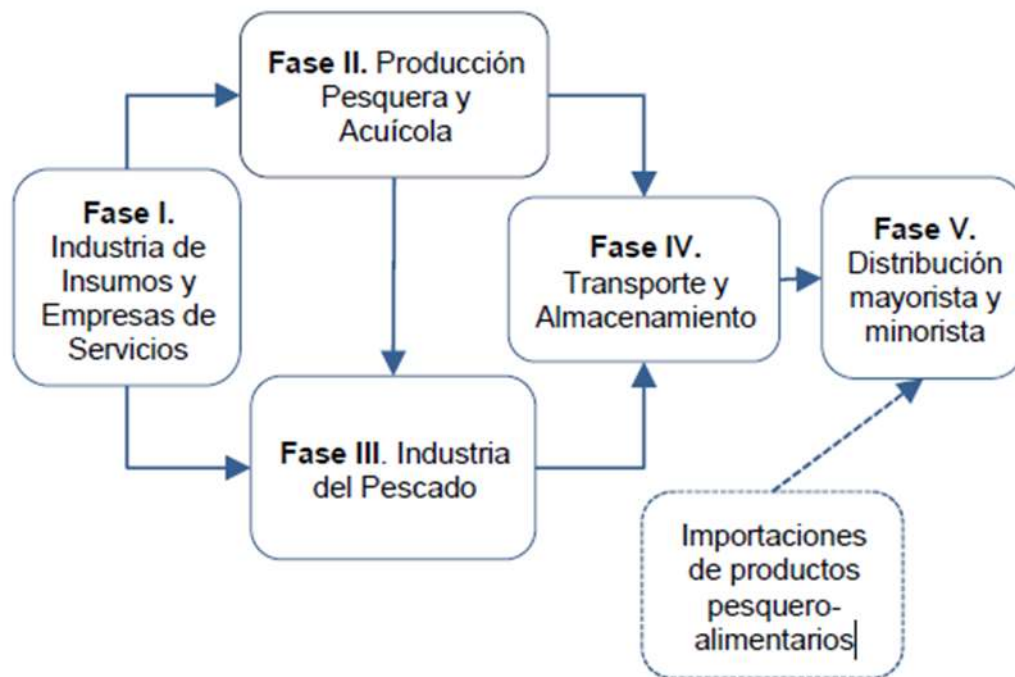 Fase II. Producción
Pesquera y
Acuícola
Fase I.
Industria de
Insumos y
Empresas de
Servicios
Fase IV.
Transporte y
Almacenamiento
Fase V.
Distribución
mayorista y
minorista
Fase III. Industria
del Pescado
Importaciones
de productos
pesquero-
alimentarios